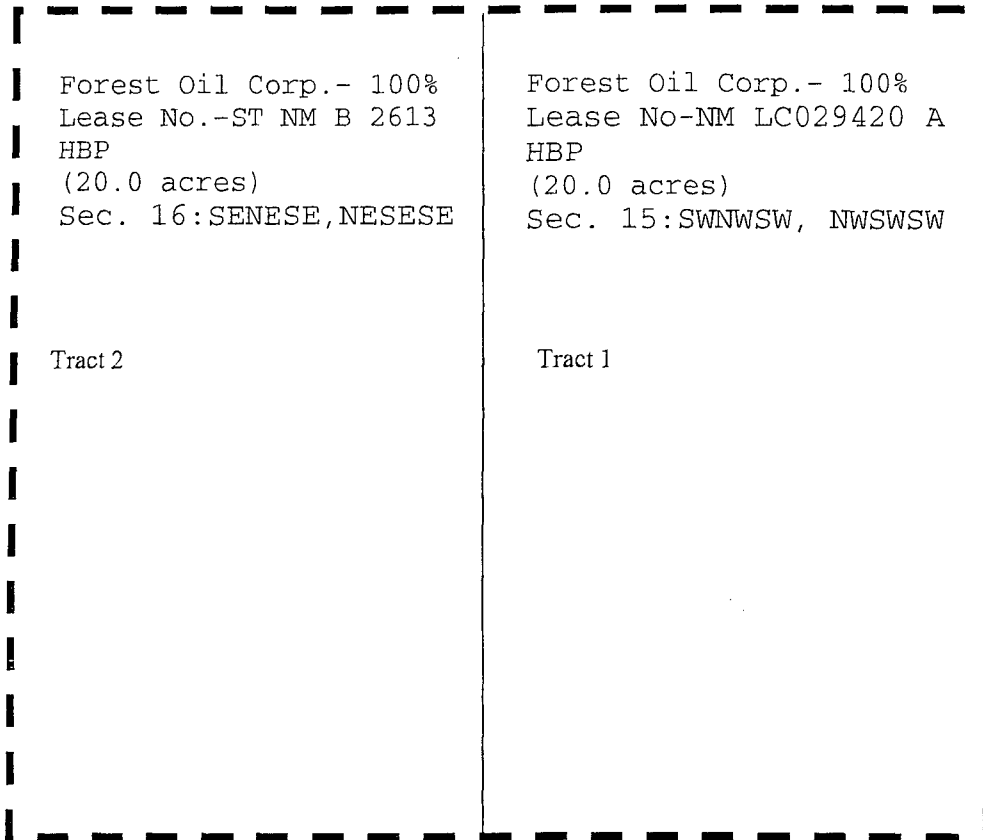 Forest Oil Corp.- 100%
Lease No.-ST NM B 2613
HBP
(20.0 acres)
Sec. 16:SENESE,NESESE
Tract 2
Forest Oil Corp.- 100%
Lease No-NM LC029420 A
HBP
(20.0 acres)
Sec. 15:SWNWSW, NWSWSW
Tract 1